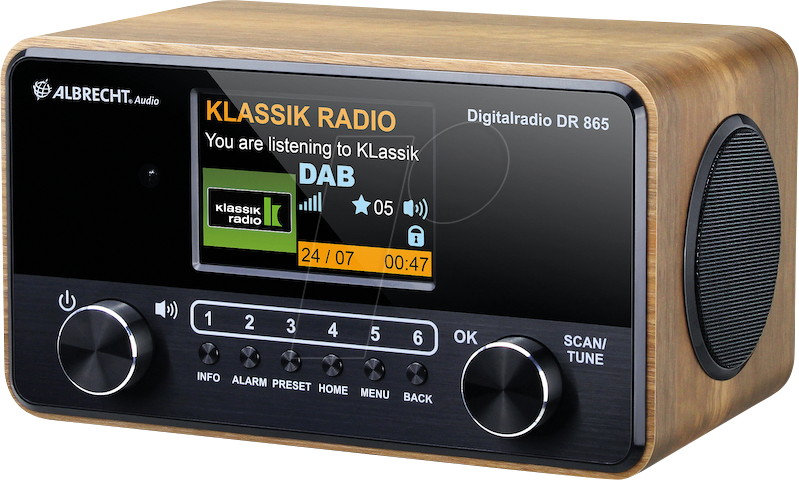 ALBRECHT® Audio
Digitalradio DR 865
KLASSIK RADIO
You are listening to KLassik
DAB
klassik
radio
05
24 / 07 00:47
1 2 3 4 5 6
OK
SCAN/
TUNE
INFO ALARM PRESET HOME MENU BACK